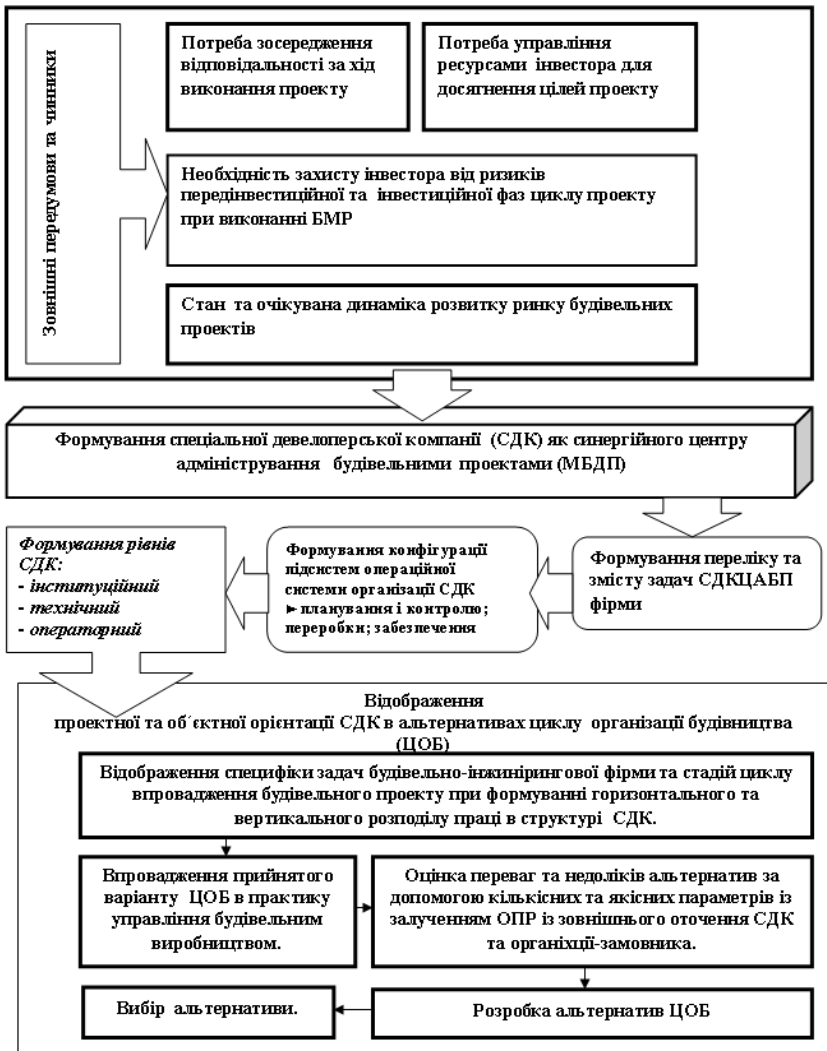 Зовнішні передумови та чинники
Потреба зосередження
відповідальності за хід
виконання проекту
Потреба управління
ресурсами інвестора для
досягнення цілей проекту
Необхідність захисту інвестора від ризиків
передінвестиційної та інвестиційної фаз циклу проекту
при виконанні БМР
Стан та очікувана динаміка розвитку ринку будівельних
проектів
Формування спеціальної девелоперської компанії (СДК) як синергійного центру
адміністрування будівельними проектами (МБДП)
Формування рівнів
СДК:
- інституційний
- технічний
- операторний
Формування конфігурації
підсистем операційної
системи організації СДК
► планування і контролю;
переробки; забезпечення
Формування переліку та
змісту задач СДКЦАБП
фірми
Відображення
проектної та об´єктної орієнтації СДК в альтернативах циклу організації будівництва
(ЦОБ)
Відображення специфіки задач будівельно-інжинірингової фірми та стадій циклу
впровадження будівельного проекту при формуванні горизонтального та
вертикального розподілу праці в структурі СДК.
Впровадження прийнятого
варіанту ЦОБ в практику
управління будівельним
виробництвом.
Оцінка переваг та недоліків альтернатив за
допомогою кількісних та якісних параметрів із
залученням ОПР із зовнішнього оточення СДК
та органіхції-замовника.
Вибір альтернативи.
Розробка альтернатив ЦОБ